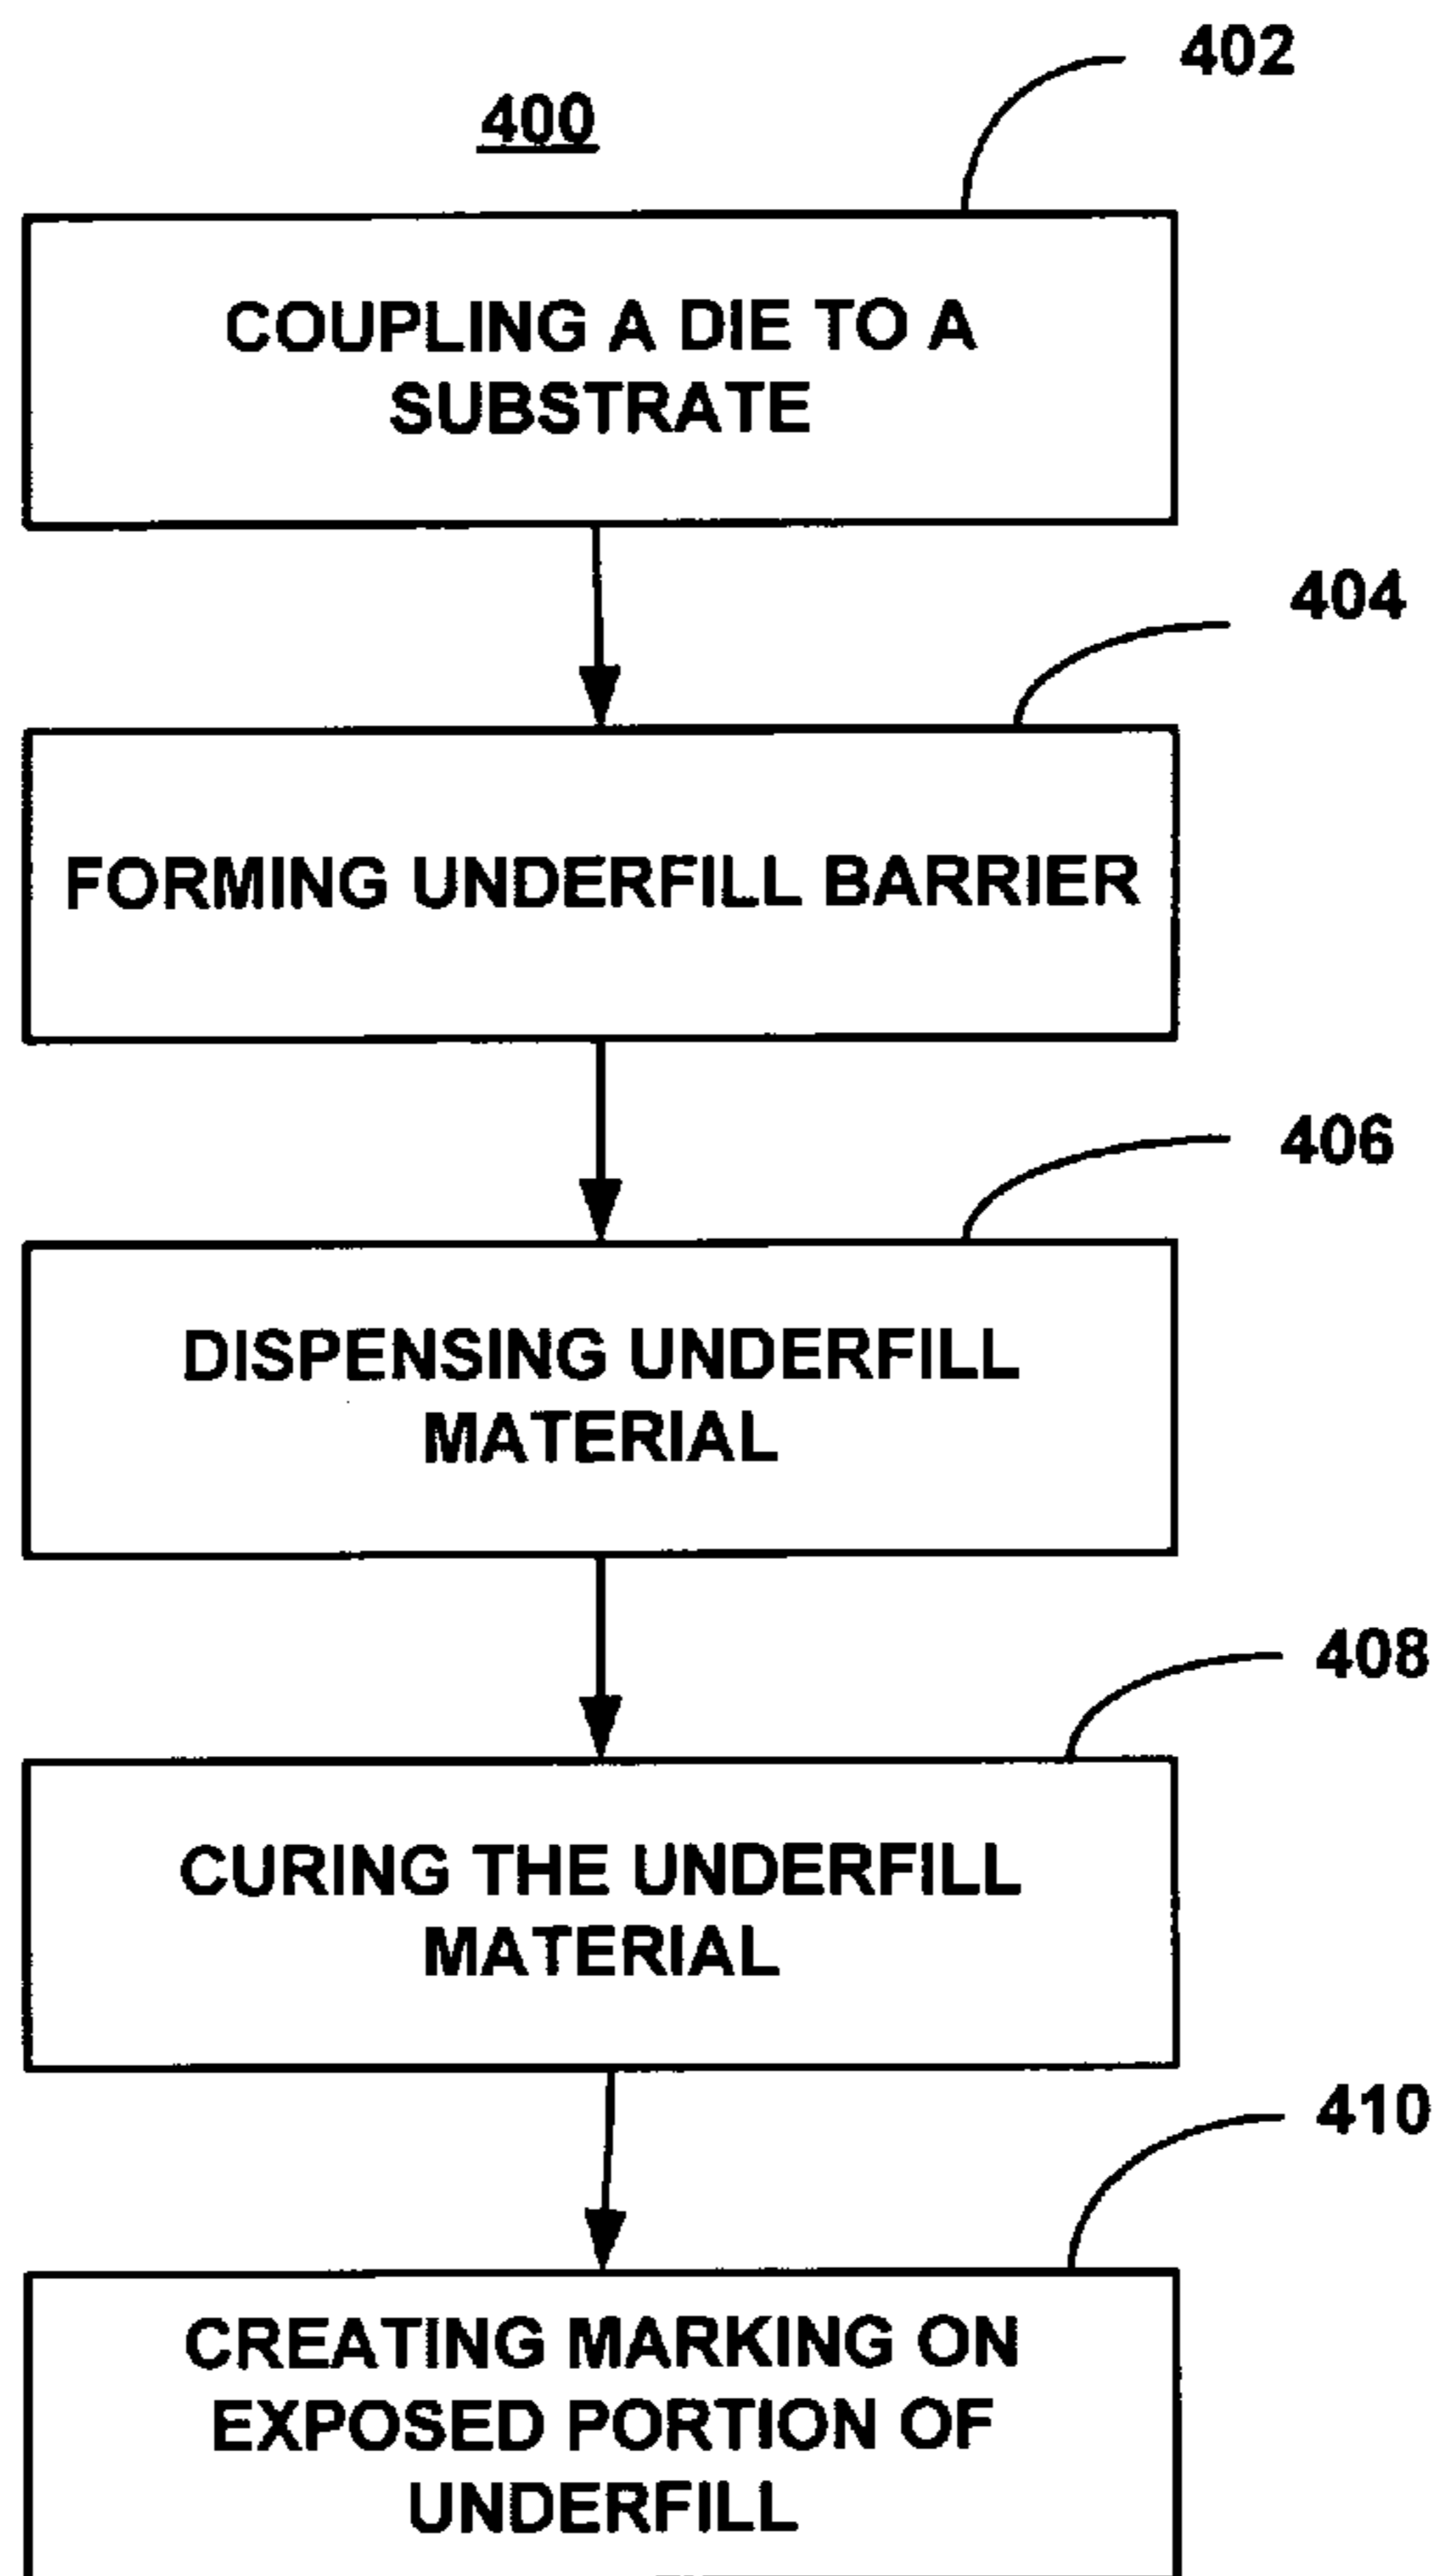 402
400
COUPLING A DIE TO A
SUBSTRATE
404
FORMING UNDERFILL BARRIER
406
DISPENSING UNDERFILL
MATERIAL
408
CURING THE UNDERFILL
MATERIAL
410
CREATING MARKING ON
EXPOSED PORTION OF
UNDERFILL